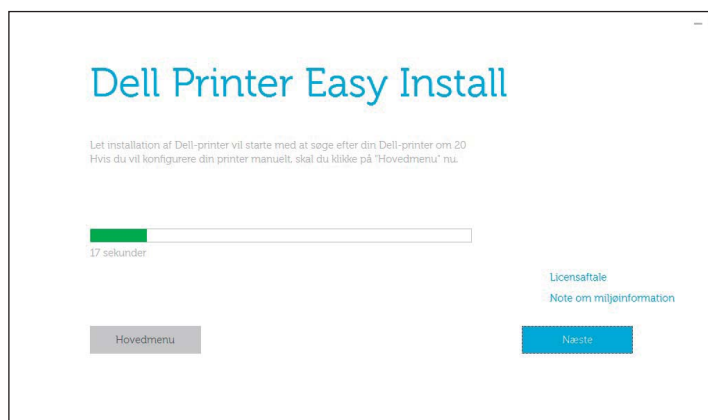 Dell Printer Easy Install
Let installation af Dell-printer vil starte med at søge efter din Dell-printer om 20
Hvis du vil konfigurere din printer manuelt, skal du klikke på "Hovedmenu" nu.
17 sekunder
Licensaftale
Note om miljøinformation
Hovedmenu
Næste